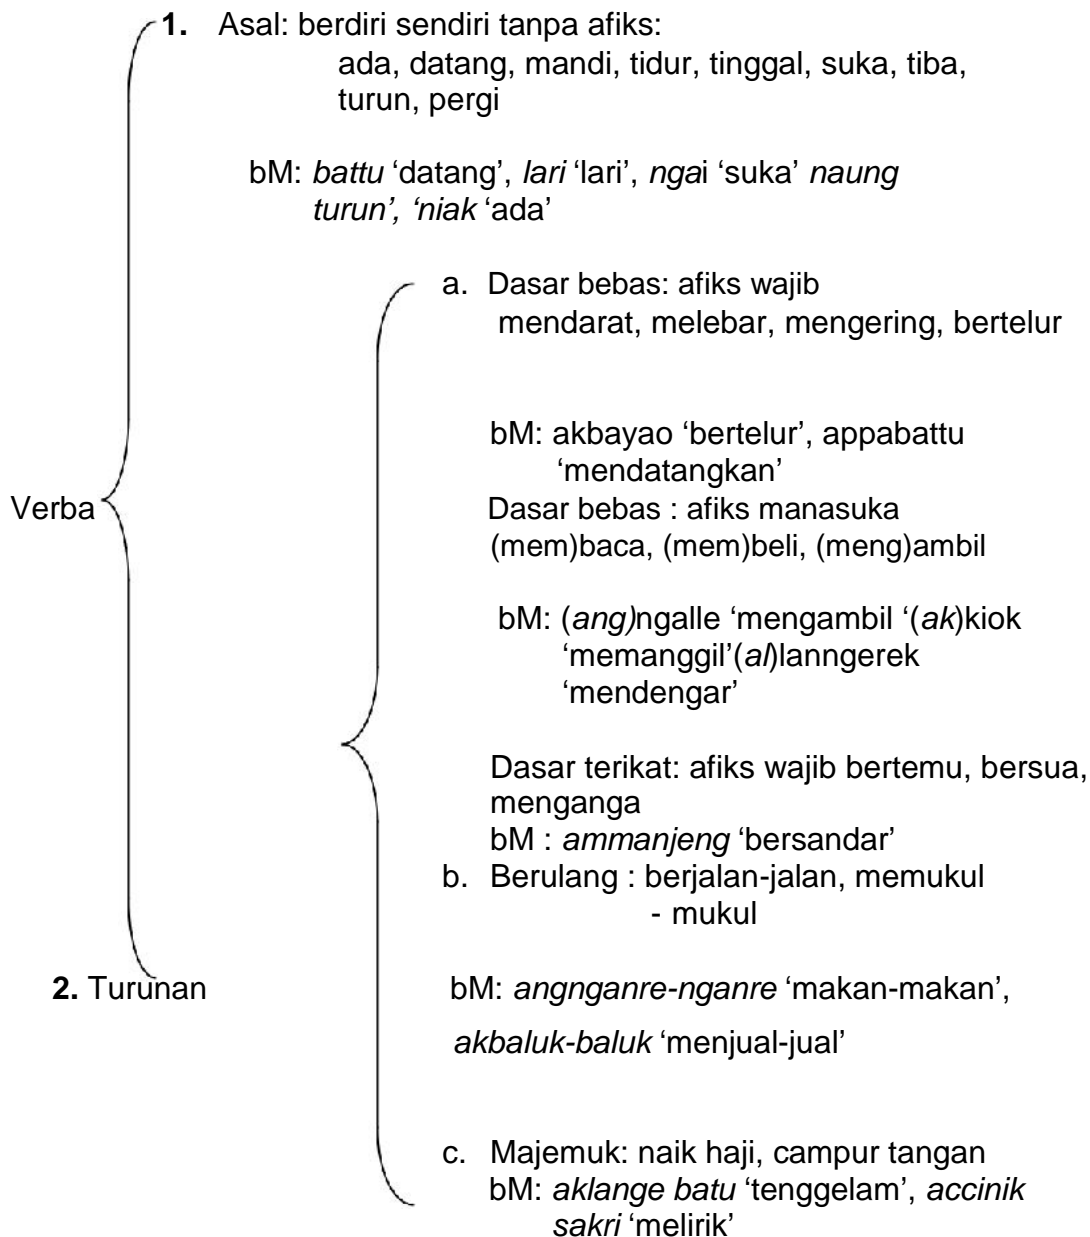 1. Asal: berdiri sendiri tanpa afiks:
ada, datang, mandi, tidur, tinggal, suka, tiba,
turun, pergi
bM: battu ‘datang’, lari ‘lari’, ngai ‘suka’ naung
turun’, ‘niak ‘ada’
a. Dasar bebas: afiks wajib
mendarat, melebar, mengering, bertelur
bM: akbayao ‘bertelur’, appabattu
‘mendatangkan’
Verba
Dasar bebas : afiks manasuka
(mem)baca, (mem)beli, (meng)ambil
bM: (ang)ngalle ‘mengambil ‘(ak)kiok
‘memanggil’(al)lanngerek
‘mendengar’
Dasar terikat: afiks wajib bertemu, bersua,
menganga
bM : ammanjeng ‘bersandar’
b. Berulang : berjalan-jalan, memukul
- mukul
2. Turunan
bM: angnganre-nganre ‘makan-makan’,
akbaluk-baluk ‘menjual-jual’
c. Majemuk: naik haji, campur tangan
bM: aklange batu ‘tenggelam’, accinik
sakri ‘melirik’